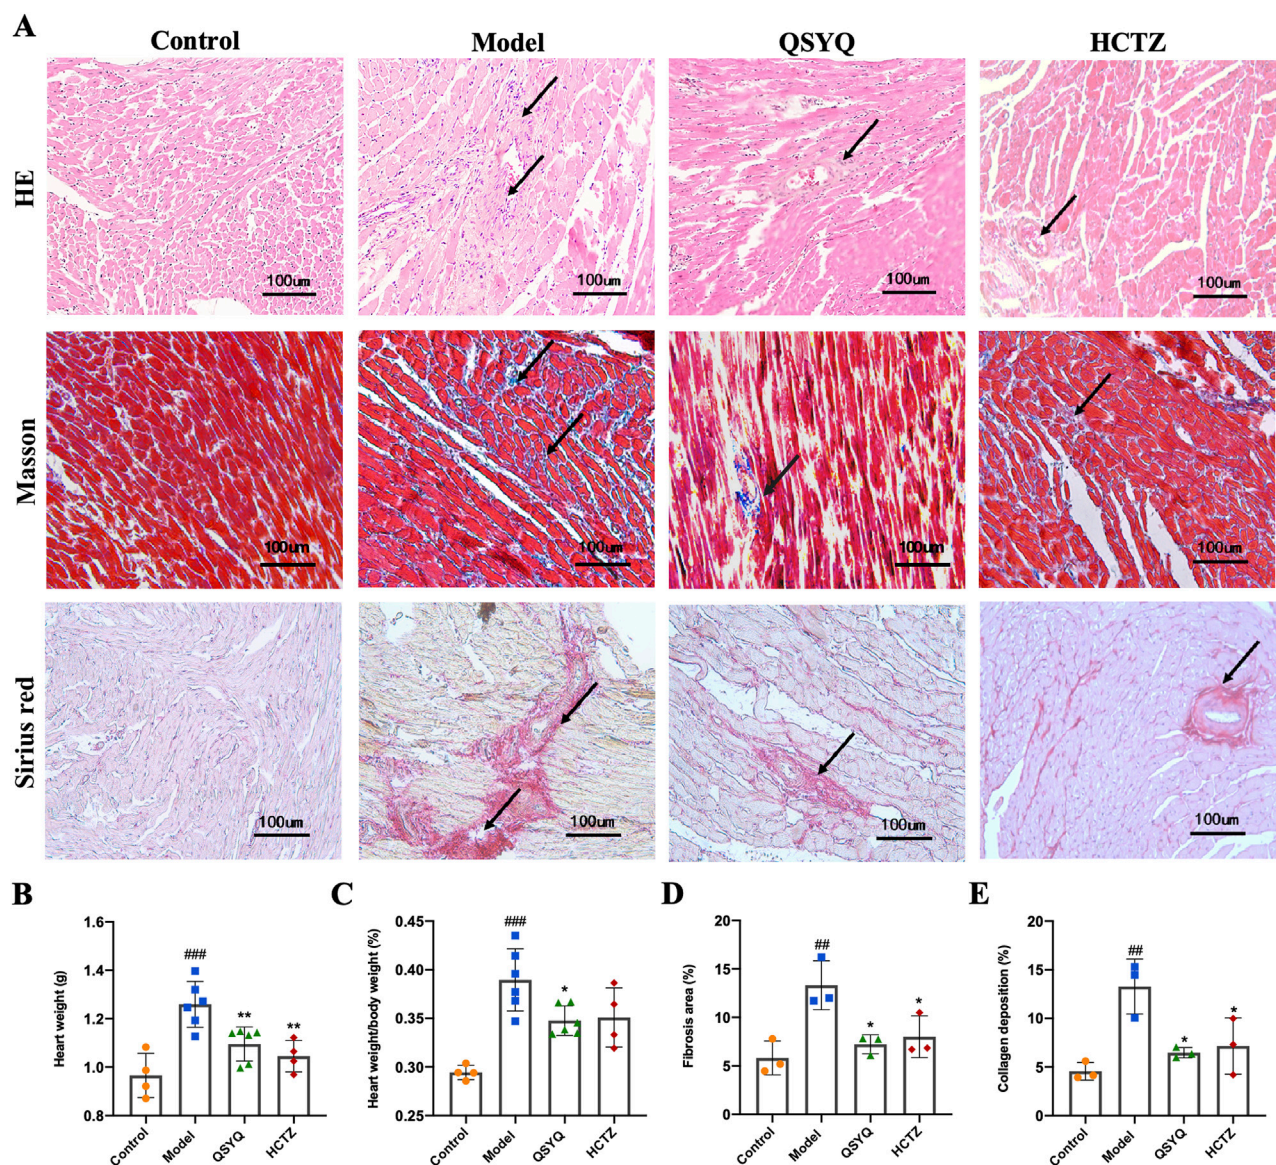 A
Control
Model
QSYQ
HCTZ
HE
100um
100um
100um
100um
Masson
100um
100um
100um
100um
Sirius red
100um
100um
100um
100um
B
Heart weight (g)
1.6
1.4
1.2
1.0
0.8
###
**
**
Control
Model
QSYQ
HCTZ
C
Heart weight/body weight (%)
0.45
0.40
0.35
0.30
0.25
###
*
Control
Model
QSYQ
HCTZ
D
Fibrosis area (%)
20
15
10
5
0
##
*
*
Control
Model
QSYQ
HCTZ
E
Collagen deposition (%)
20
15
10
5
0
##
*
*
Control
Model
QSYQ
HCTZ